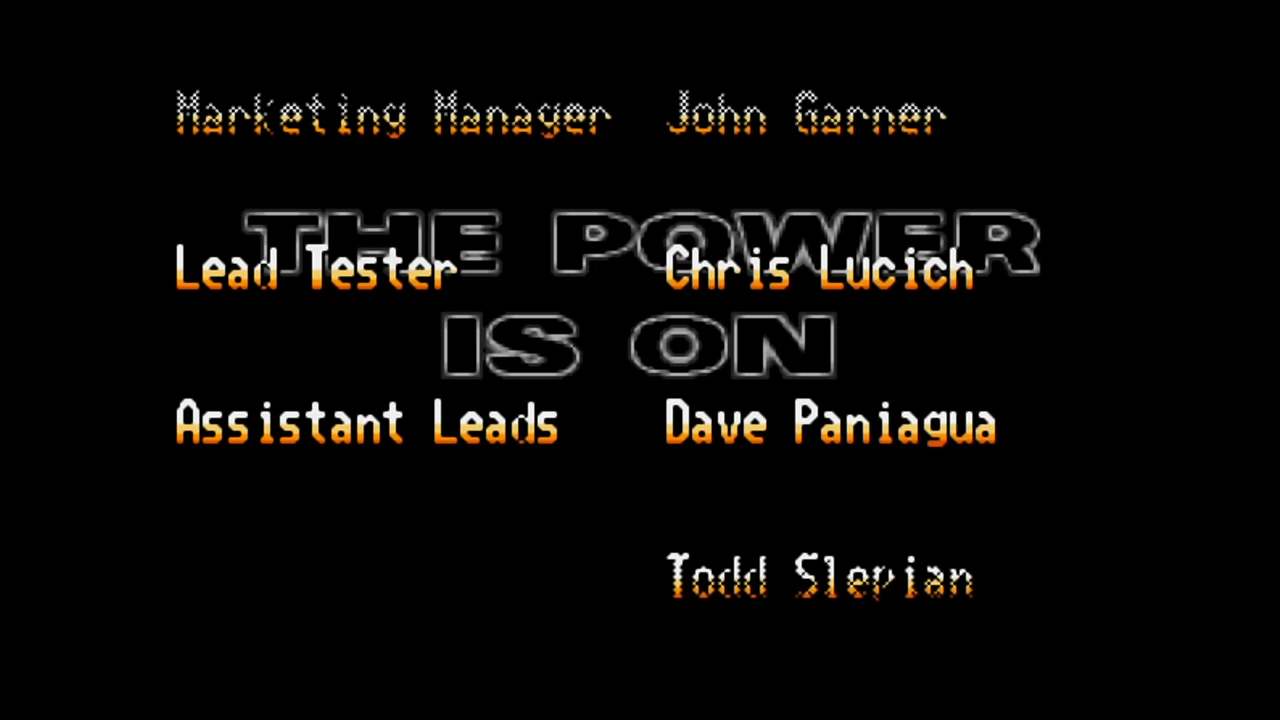 Marketing Manager John Garner
THE POWER
Lead Tester Chris Lucich
IS ON
Assistant Leads Dave Paniagua
Todd Slepian